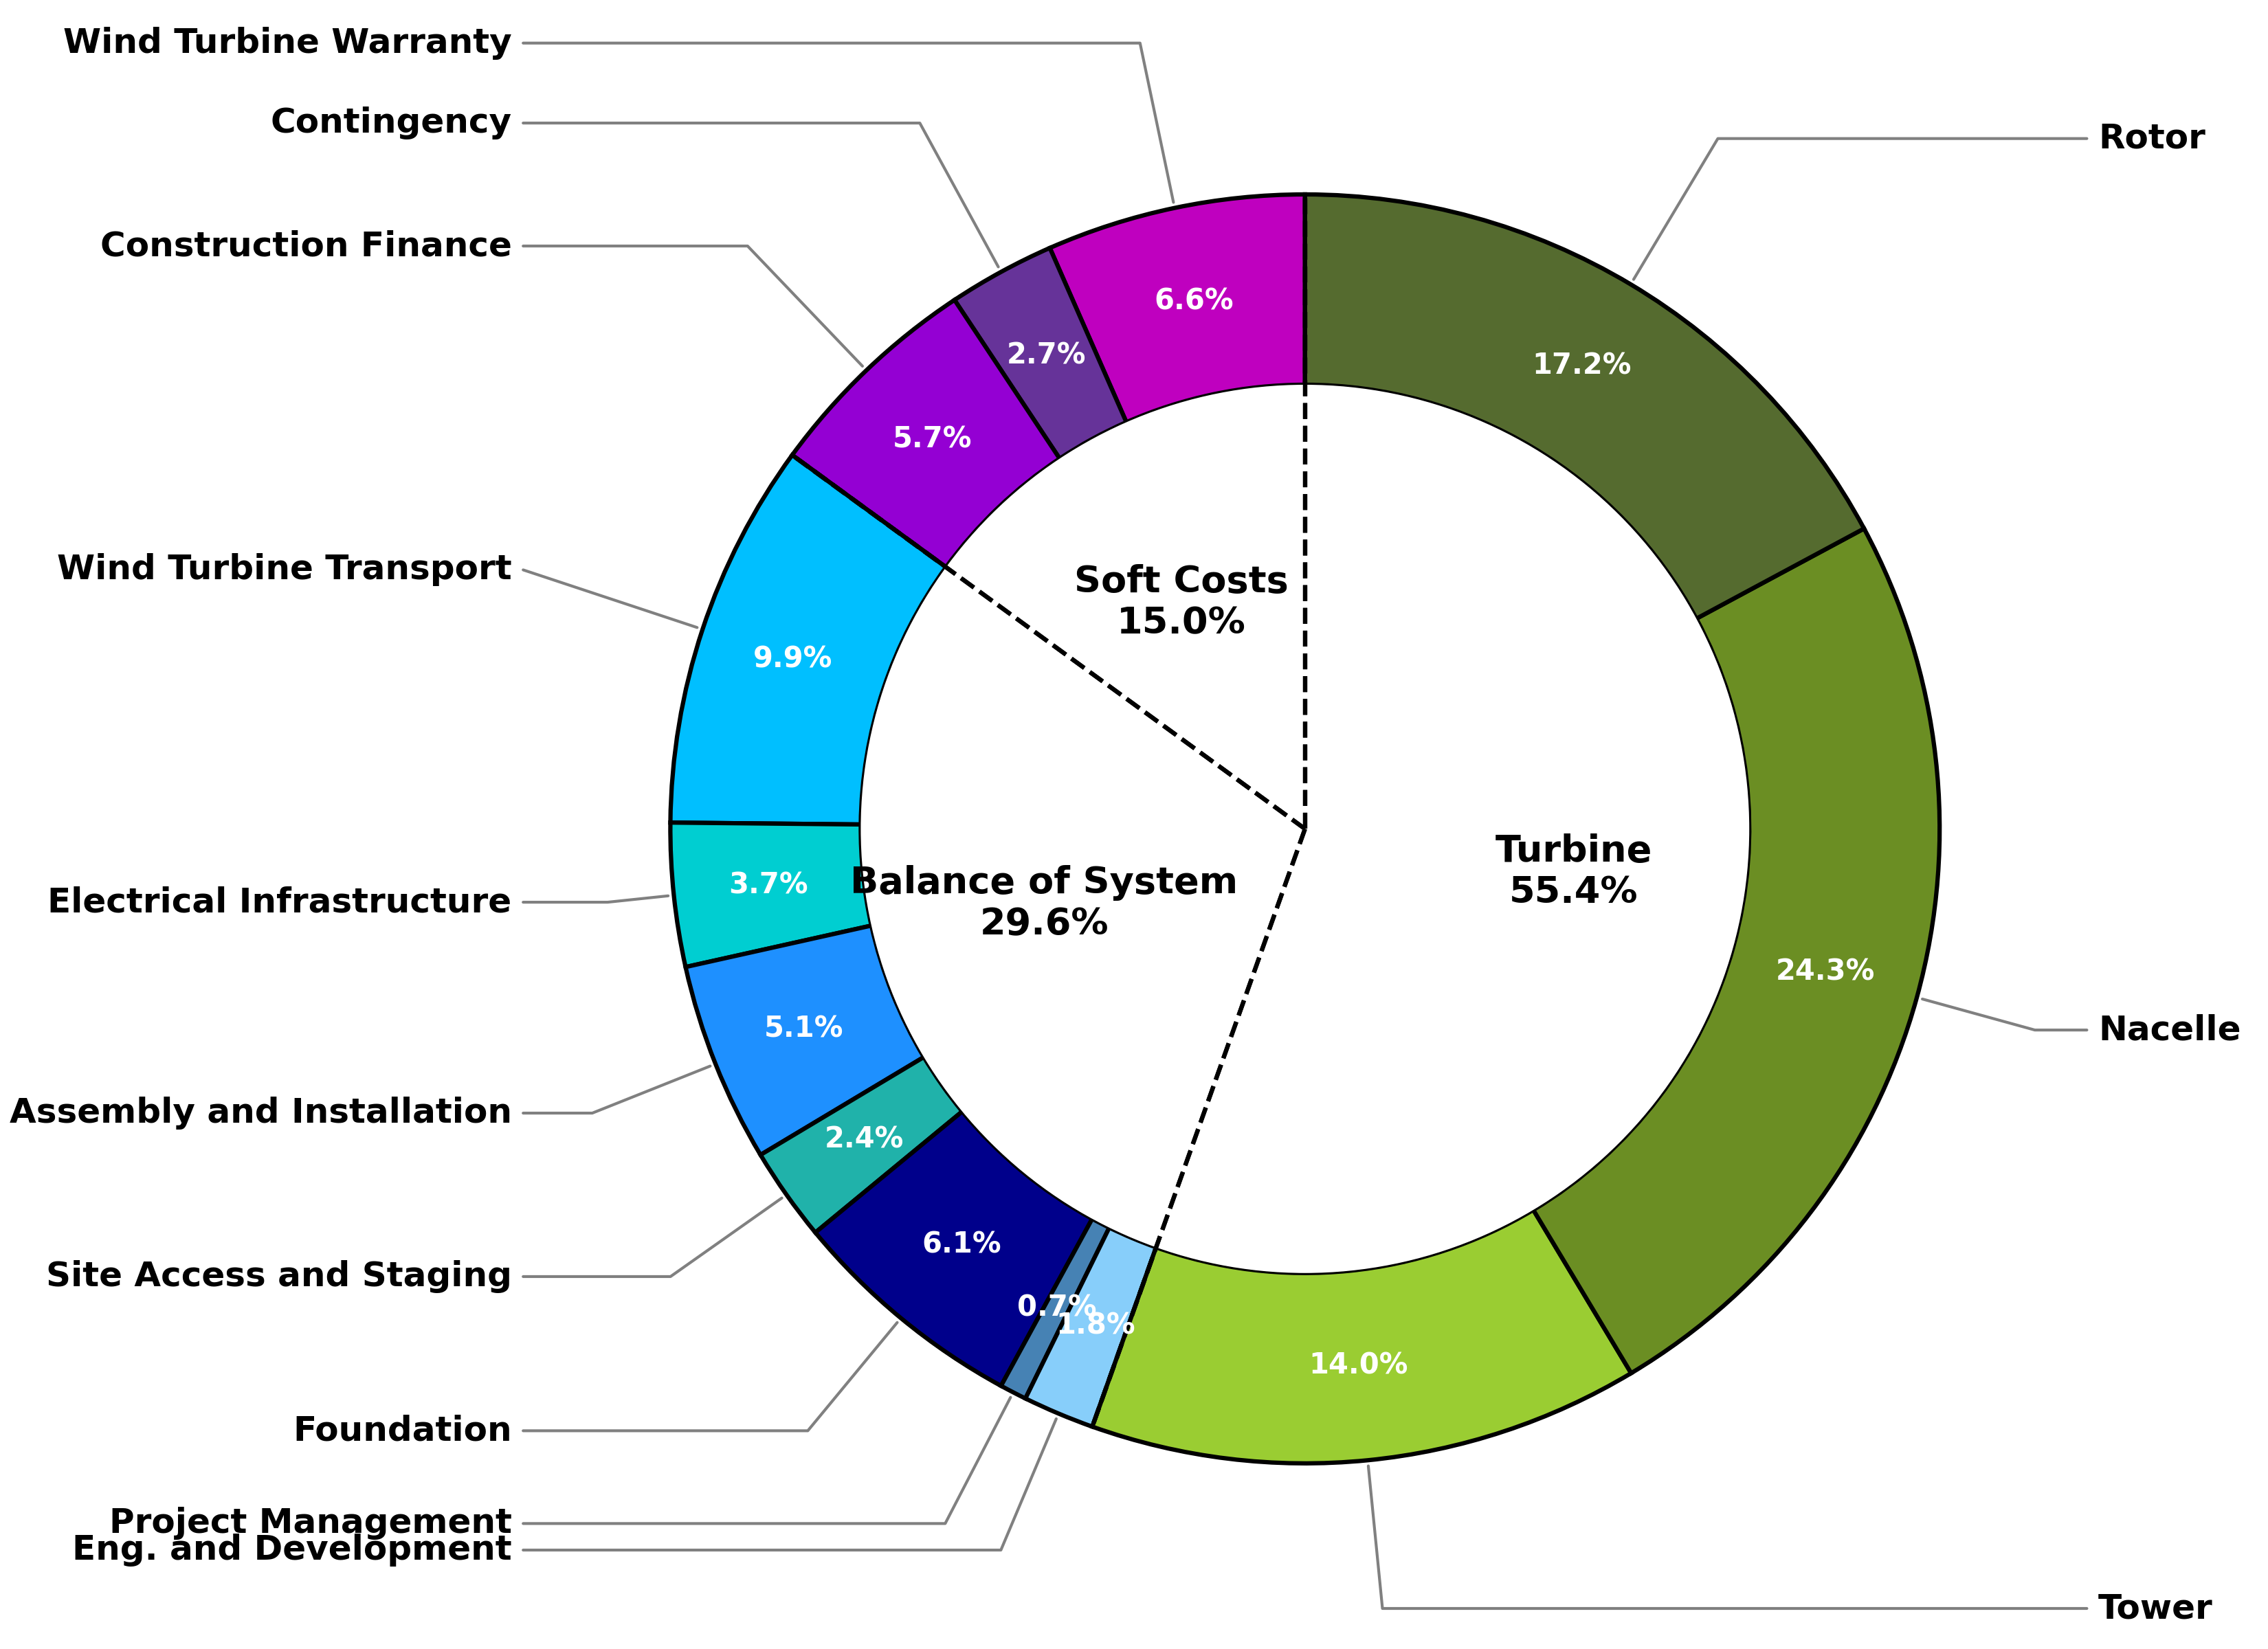 Wind Turbine Warranty
Contingency
Rotor
Construction Finance
6.6%
2.7%
17.2%
5.7%
Wind Turbine Transport
Soft Costs
15.0%
9.9%
Turbine
55.4%
Electrical Infrastructure
3.7%
Balance of System
29.6%
24.3%
Nacelle
5.1%
Assembly and Installation
2.4%
6.1%
Site Access and Staging
0.7%
1.8%
14.0%
Foundation
Project Management
Eng. and Development
Tower